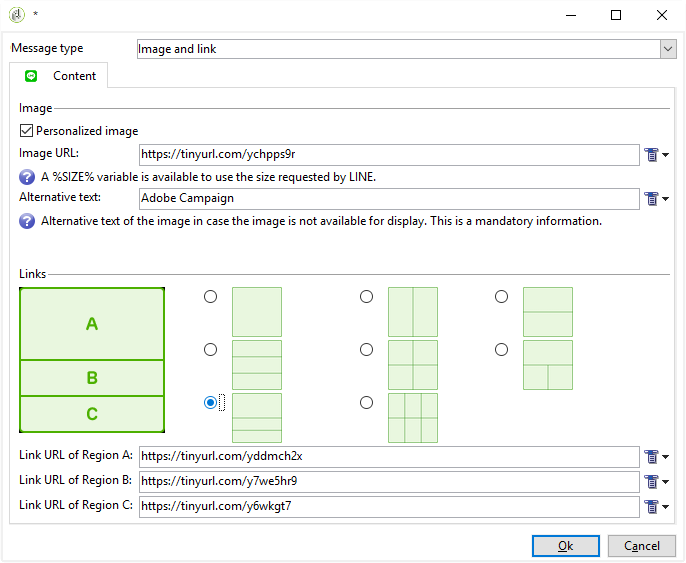 *
Message type
Image and link
Content
Image
Personalized image
Image URL:
https://tinyurl.com/ychpps9r
A %SIZE% variable is available to use the size requested by LINE.
Alternative text:
Adobe Campaign
Alternative text of the image in case the image is not available for display. This is a mandatory information.
Links
A
B
C
Link URL of Region A:
https://tinyurl.com/yddmch2x
Link URL of Region B:
https://tinyurl.com/y7we5hr9
Link URL of Region C:
https://tinyurl.com/y6wkgt7
Ok
Cancel